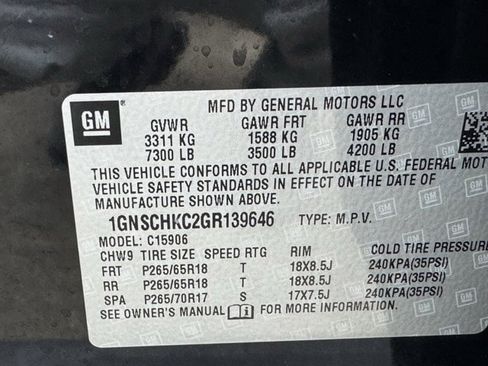 MFD BY GENERAL MOTORS LLC
GM
GVWR GAWR FRT GAWR RR
3311 KG 1588 KG 1905 KG
7300 LB 3500 LB 4200 LB
THIS VEHICLE CONFORMS TO ALL APPLICABLE U.S. FEDERAL MOTOR
VEHICLE SAFETY STANDARDS IN EFFECT ON THE DATE OF
MANUFACTURE SHOWN ABOVE.
1GNSCHKC2GR139646 TYPE: M.P.V.
MODEL: C15906
CHW9 TIRE SIZE SPEED RTG RIM COLD TIRE PRESSURE
FRT P265/65R18 T 18X8.5J 240KPA(35PSI)
RR P265/65R18 T 18X8.5J 240KPA(35PSI)
SPA P265/70R17 S 17X7.5J 240KPA(35PSI)
SEE OWNER'S MANUAL FOR MORE INFORMATION.